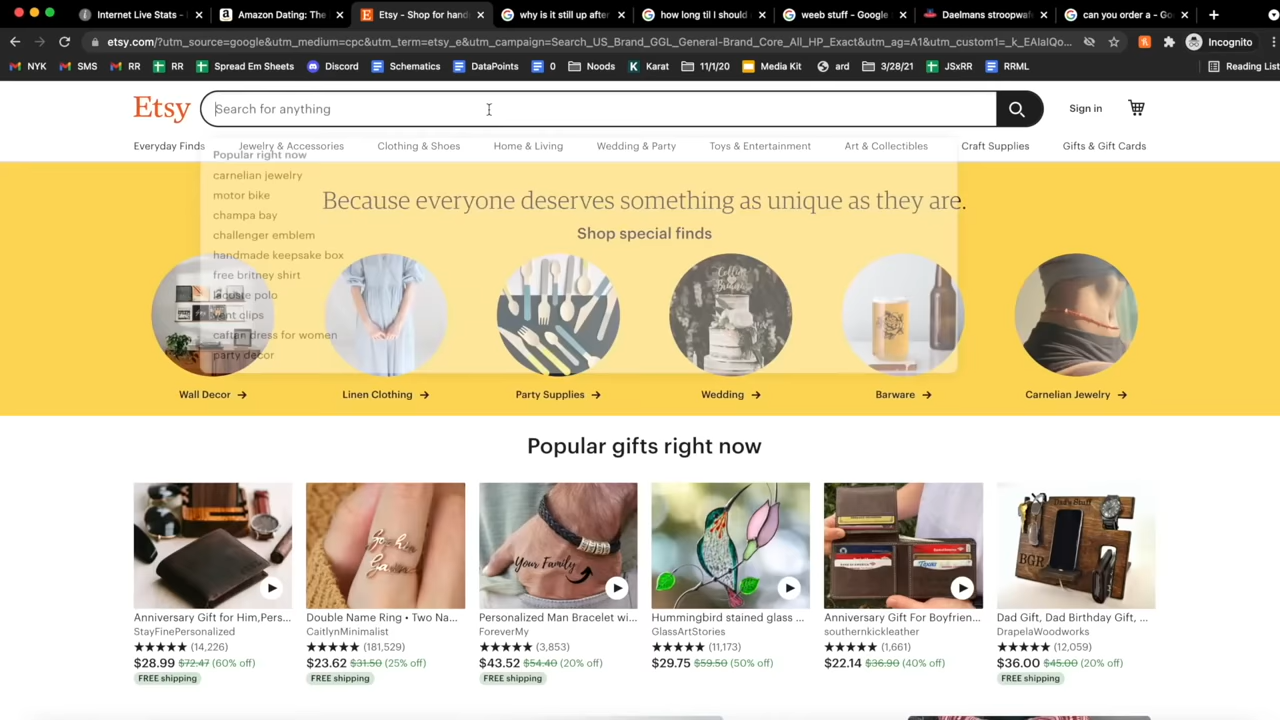 Internet Live Stats -
Amazon Dating: The
Etsy - Shop for hand
why is it still up after
how long til I should
weeb stuff - Google
Daelmans stroopwafe
can you order a - Goo
etsy.com/?utm_source=google&utm_medium=cpc&utm_term=etsy_e&utm_campaign=Search_US_Brand_GGL_General-Brand_Core_All_HP_Exact&utm_ag=A1&utm_custom1=_k_EAIaIQo...
Incognito
NYK
SMS
RR
RR
Spread Em Sheets
Discord
Schematics
DataPoints
0
Noods
Karat
11/1/20
Media Kit
ard
3/28/21
JSxRR
RRML
Reading List
Etsy
Search for anything
Sign in
Everyday Finds
Jewelry & Accessories
Clothing & Shoes
Home & Living
Wedding & Party
Toys & Entertainment
Art & Collectibles
Craft Supplies
Gifts & Gift Cards
Popular right now
carnelian jewelry
motor bike
champa bay
challenger emblem
handmade keepsake box
free britney shirt
lacoste polo
vent clips
caftan dress for women
party decor
Because everyone deserves something as unique as they are.
Shop special finds
Wall Decor →
Linen Clothing →
Party Supplies →
Wedding →
Barware →
Carnelian Jewelry →
Popular gifts right now
Your Family
Dad's Stuff
BGR
Anniversary Gift for Him,Pers...
StayFinePersonalized
★★★★★ (14,226)
$28.99 $72.47 (60% off)
FREE shipping
Double Name Ring • Two Na...
CaitlynMinimalist
★★★★★ (181,529)
$23.62 $31.50 (25% off)
FREE shipping
Personalized Man Bracelet wi...
ForeverMy
★★★★★ (3,853)
$43.52 $54.40 (20% off)
FREE shipping
Hummingbird stained glass ...
GlassArtStories
★★★★★ (11,173)
$29.75 $59.50 (50% off)
Anniversary Gift For Boyfrien...
southernkickleather
★★★★★ (1,661)
$22.14 $36.90 (40% off)
Dad Gift, Dad Birthday Gift, ...
DrapelaWoodworks
★★★★★ (12,059)
$36.00 $45.00 (20% off)
FREE shipping